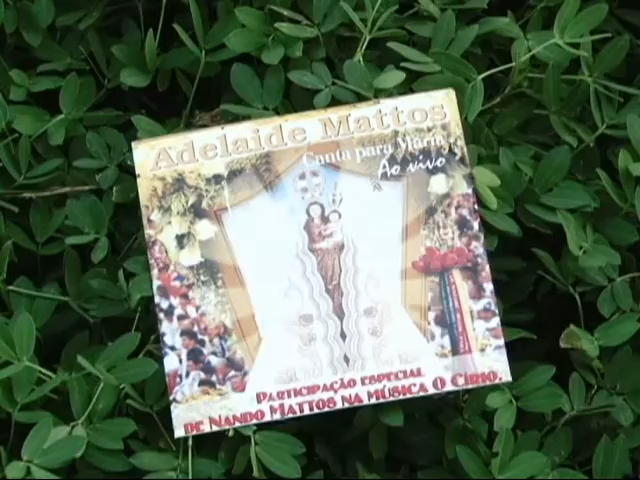 Adelaide Mattos
Canta para Maria
Ao vivo
PARTICIPAÇÃO ESPECIAL
DE NANDO MATTOS NA MÚSICA O CÍRIO.